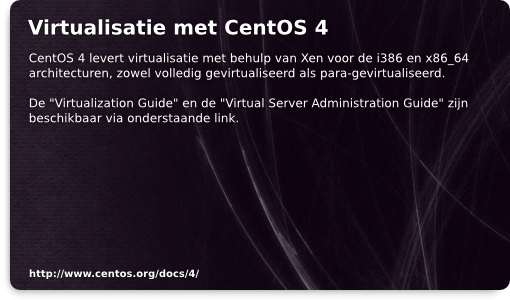 Virtualisatie met CentOS 4
CentOS 4 levert virtualisatie met behulp van Xen voor de i386 en x86_64
architecturen, zowel volledig gevirtualiseerd als para-gevirtualiseerd.
De "Virtualization Guide" en de "Virtual Server Administration Guide" zijn
beschikbaar via onderstaande link.
http://www.centos.org/docs/4/